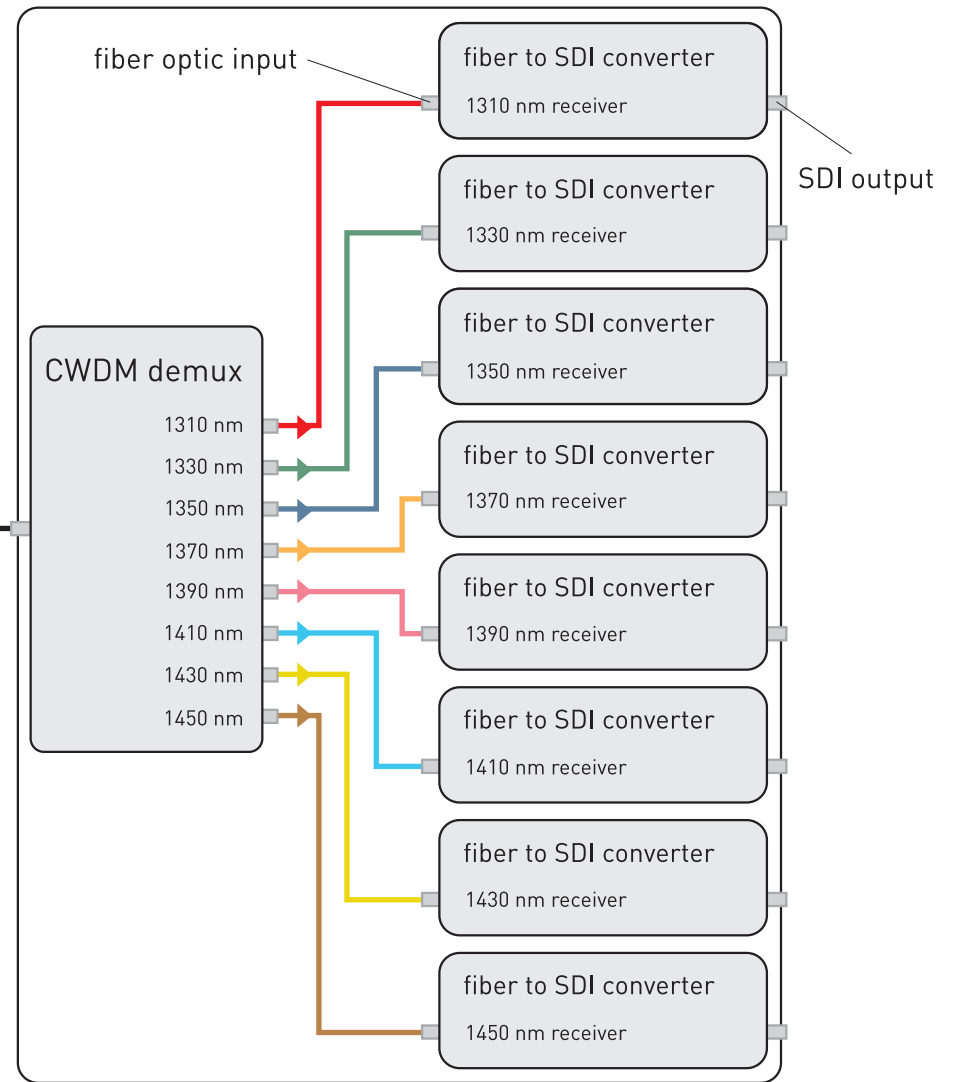 fiber optic input
fiber to SDI converter
1310 nm receiver
SDI output
fiber to SDI converter
1330 nm receiver
fiber to SDI converter
1350 nm receiver
CWDM demux
1310 nm
1330 nm
1350 nm
1370 nm
1390 nm
1410 nm
1430 nm
1450 nm
fiber to SDI converter
1370 nm receiver
fiber to SDI converter
1390 nm receiver
fiber to SDI converter
1410 nm receiver
fiber to SDI converter
1430 nm receiver
fiber to SDI converter
1450 nm receiver